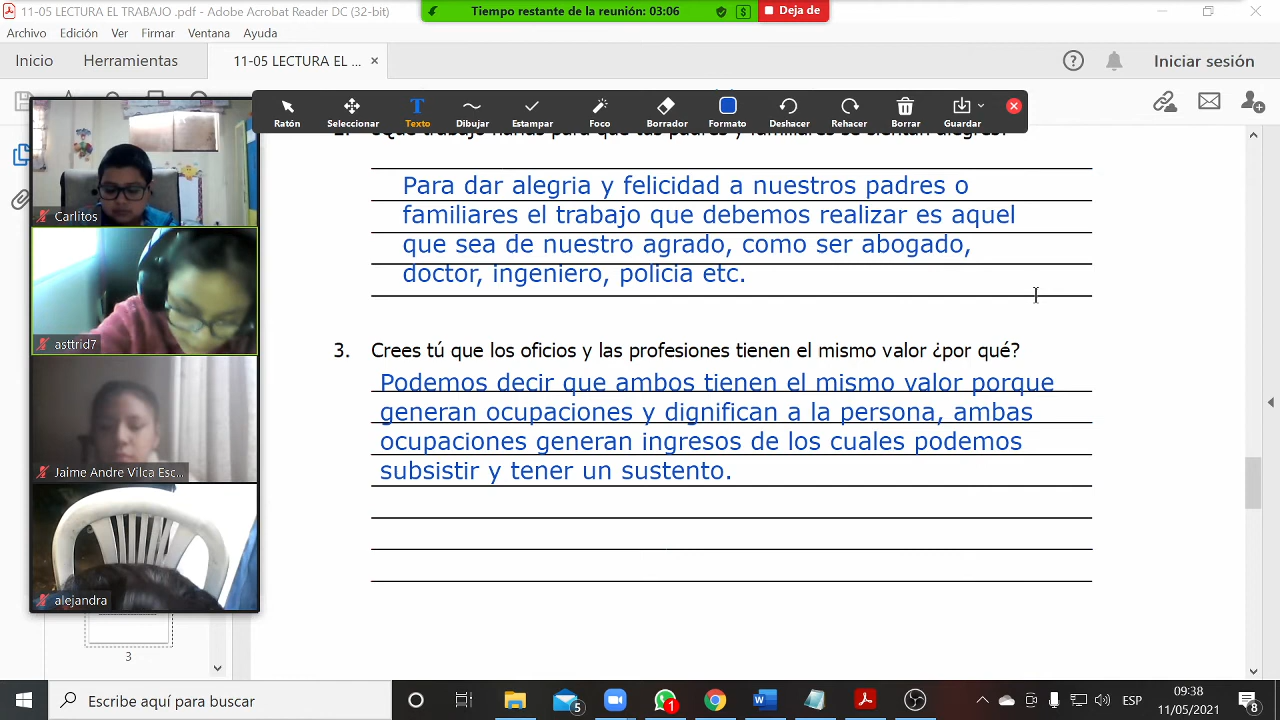 11-05 LECTURA EL TRABAJO .pdf - Adobe Acrobat Reader DC (32-bit)
Tiempo restante de la reunión: 03:06
Deja de
Archivo Edición Ver Firmar Ventana Ayuda
Inicio Herramientas 11-05 LECTURA EL ... Iniciar sesión
Ratón Seleccionar Texto Dibujar Estampar Foco Borrador Formato Deshacer Rehacer Borrar Guardar
Para dar alegria y felicidad a nuestros padres o
familiares el trabajo que debemos realizar es aquel
que sea de nuestro agrado, como ser abogado,
doctor, ingeniero, policia etc.
3. Crees tú que los oficios y las profesiones tienen el mismo valor ¿por qué?
Podemos decir que ambos tienen el mismo valor porque
generan ocupaciones y dignifican a la persona, ambas
ocupaciones generan ingresos de los cuales podemos
subsistir y tener un sustento.
Carlitos
asttrid7
Jaime Andre Vilca Esc...
alejandra
3
Escribe aquí para buscar
5
1
ESP
09:38
11/05/2021
8